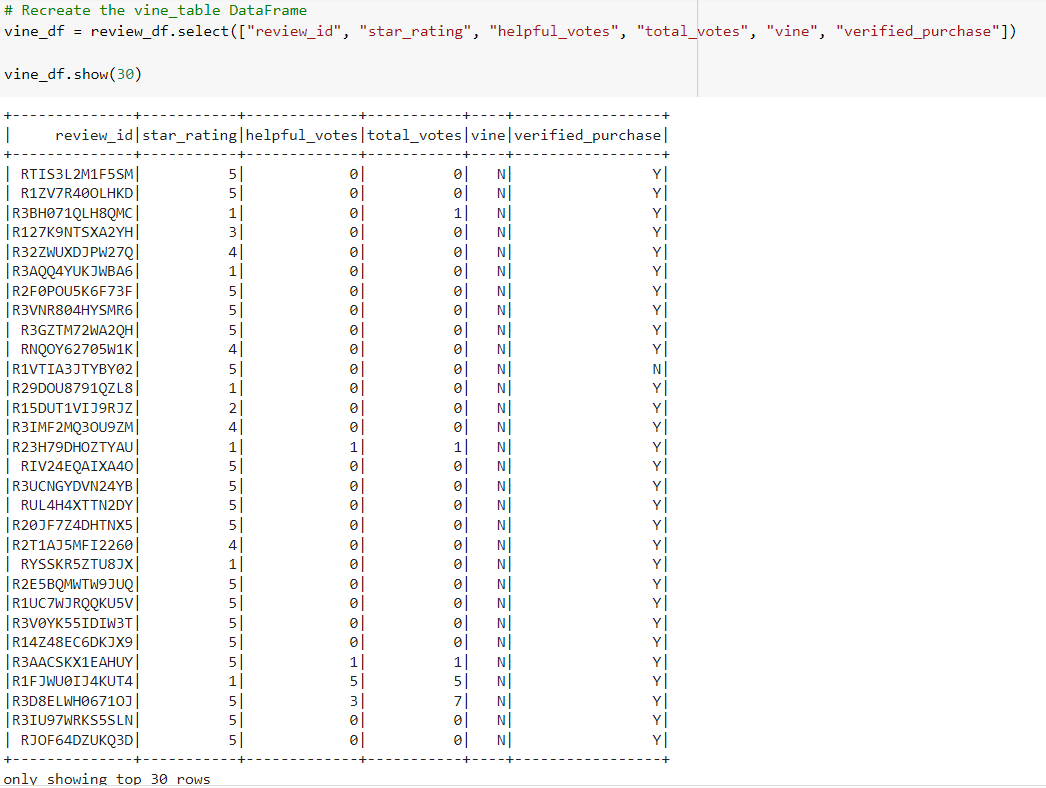 # Recreate the vine_table DataFrame
vine_df = review_df.select(["review_id", "star_rating", "helpful_votes", "total_votes", "vine", "verified_purchase"])
vine_df.show(30)
+--------------+-----------+-------------+-----------+----+-----------------+
|     review_id|star_rating|helpful_votes|total_votes|vine|verified_purchase|
+--------------+-----------+-------------+-----------+----+-----------------+
| RTIS3L2M1F5SM|          5|            0|          0|   N|                Y|
| R1ZV7R40OLHKD|          5|            0|          0|   N|                Y|
|R3BH071QLH8QMC|          1|            0|          1|   N|                Y|
|R127K9NTSXA2YH|          3|            0|          0|   N|                Y|
|R32ZWUXDJPW27Q|          4|            0|          0|   N|                Y|
|R3AQQ4YUKJWBA6|          1|            0|          0|   N|                Y|
|R2F0POU5K6F73F|          5|            0|          0|   N|                Y|
|R3VNR804HYSMR6|          5|            0|          0|   N|                Y|
| R3GZTM72WA2QH|          5|            0|          0|   N|                Y|
| RNQOY62705W1K|          4|            0|          0|   N|                Y|
|R1VTIA3JTYBY02|          5|            0|          0|   N|                N|
|R29DOU8791QZL8|          1|            0|          0|   N|                Y|
|R15DUT1VIJ9RJZ|          2|            0|          0|   N|                Y|
|R3IMF2MQ3OU9ZM|          4|            0|          0|   N|                Y|
|R23H79DHOZTYAU|          1|            1|          1|   N|                Y|
| RIV24EQAIXA4O|          5|            0|          0|   N|                Y|
|R3UCNGYDVN24YB|          5|            0|          0|   N|                Y|
| RUL4H4XTTN2DY|          5|            0|          0|   N|                Y|
|R20JF7Z4DHTNX5|          5|            0|          0|   N|                Y|
|R2T1AJ5MFI2260|          4|            0|          0|   N|                Y|
| RYSSKR5ZTU8JX|          1|            0|          0|   N|                Y|
|R2E5BQMWTW9JUQ|          5|            0|          0|   N|                Y|
|R1UC7WJRQQKU5V|          5|            0|          0|   N|                Y|
|R3V0YK55IDIW3T|          5|            0|          0|   N|                Y|
|R14Z48EC6DKJX9|          5|            0|          0|   N|                Y|
|R3AACSKX1EAHUY|          5|            1|          1|   N|                Y|
|R1FJWU0IJ4KUT4|          1|            5|          5|   N|                Y|
|R3D8ELWH0671OJ|          5|            3|          7|   N|                Y|
|R3IU97WRKS5SLN|          5|            0|          0|   N|                Y|
| RJOF64DZUKQ3D|          5|            0|          0|   N|                Y|
+--------------+-----------+-------------+-----------+----+-----------------+
only showing top 30 rows